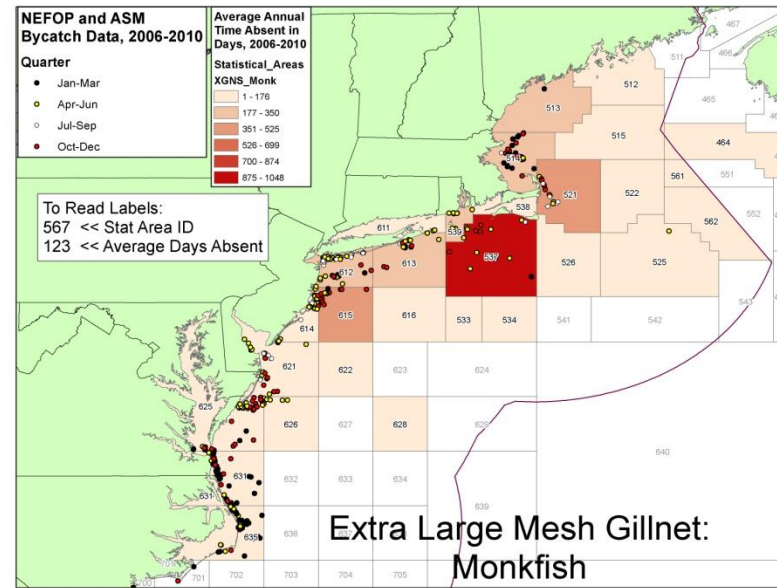 NEFOP and ASM
Bycatch Data, 2006-2010
Quarter
Jan-Mar
Apr-Jun
Jul-Sep
Oct-Dec
Average Annual
Time Absent in
Days, 2006-2010
Statistical_Areas
XGNS_Monk
1 - 176
177 - 350
351 - 525
526 - 699
700 - 874
875 - 1048
To Read Labels:
567 << Stat Area ID
123 << Average Days Absent
467
511
512
466
465
513
515
464
514
551
521
522
561
552
538
562
611
539
537
526
525
612
613
543
615
616
533
534
541
542
614
621
622
623
624
625
626
627
628
629
640
631
632
633
634
631
639
635
636
701
702
703
704
705
Extra Large Mesh Gillnet:
Monkfish